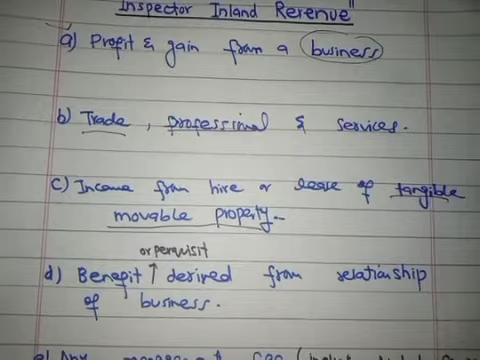 Inspector Inland Revenue"
a) Profit & gain from a business
b) Trade, professional & services.
c) Income from hire or lease of tangible
movable property.
or perquisit
d) Benefit ↑ derived from relationship
of business.
e) Any